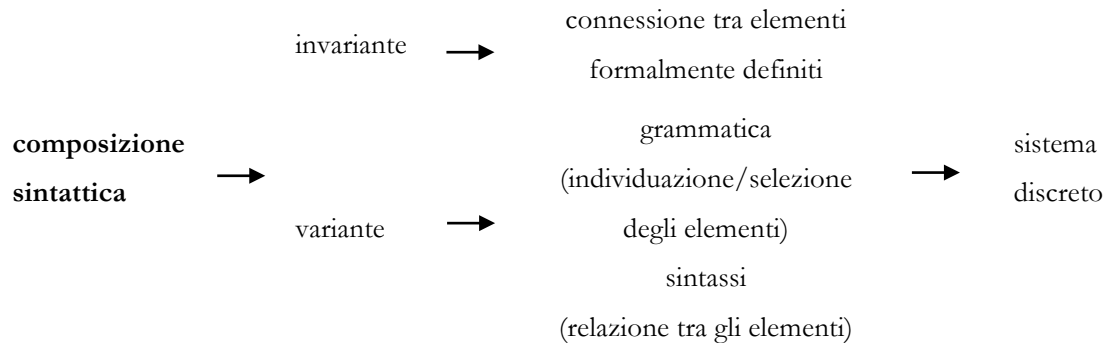 connessione tra elementi
invariante
formalmente definiti
grammatica
composizione
sistema
(individuazione/selezione
sintattica
discreto
variante
degli elementi)
sintassi
(relazione tra gli elementi)